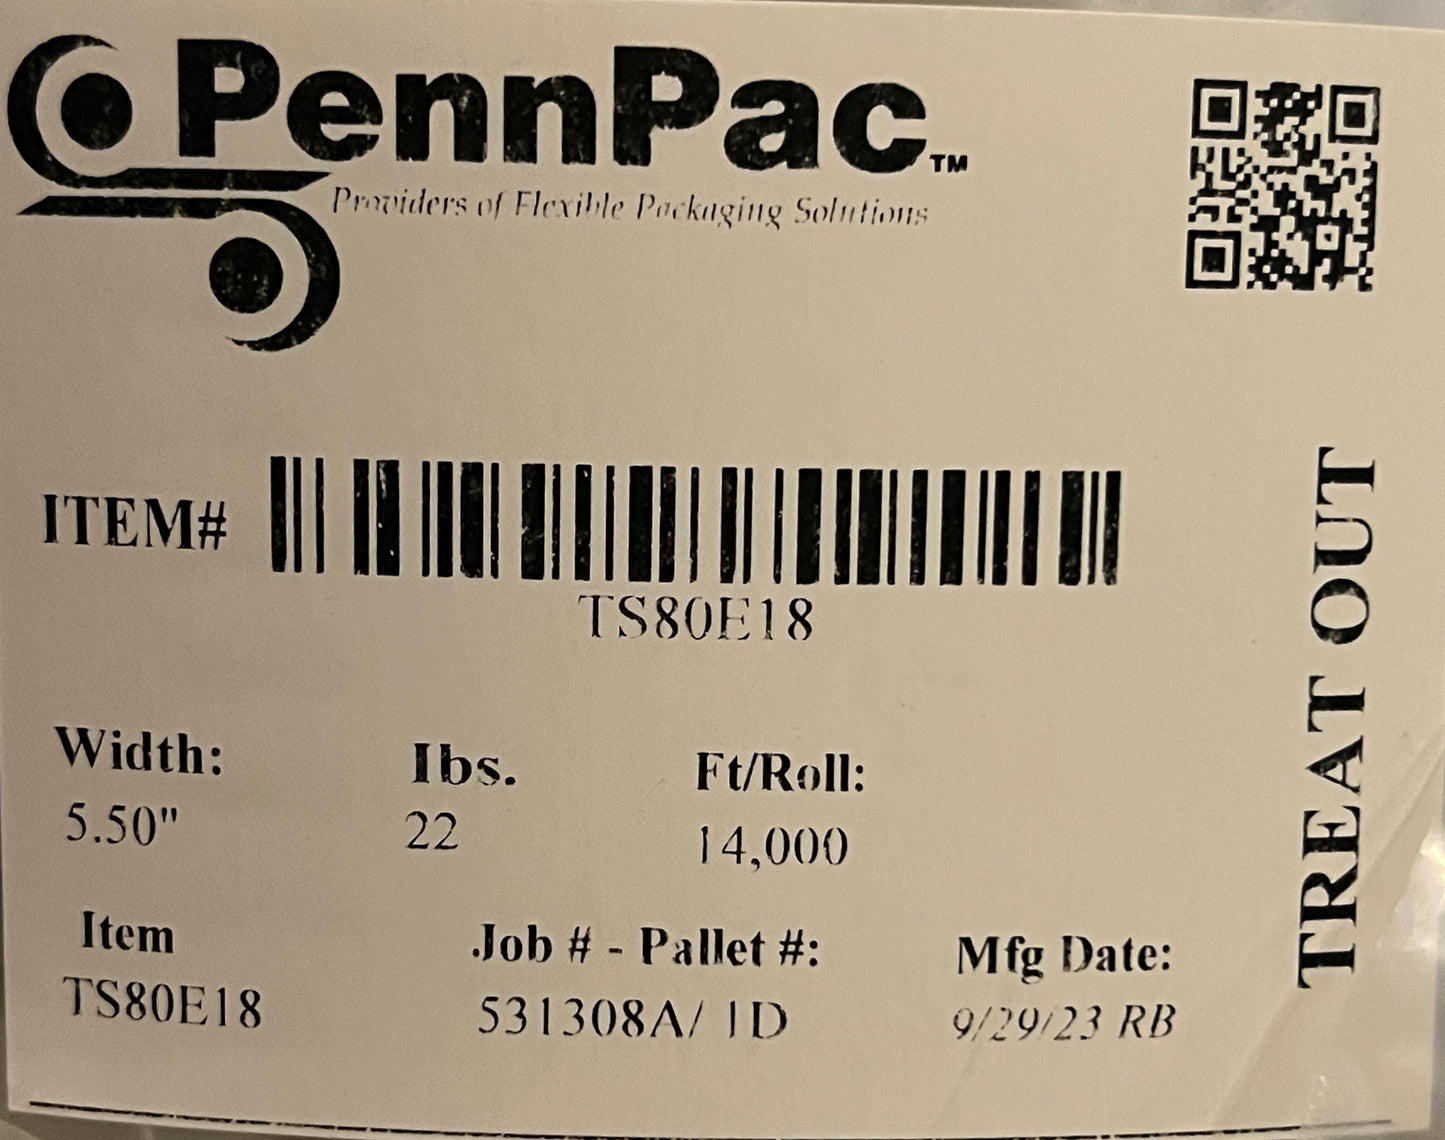 PennPac™
Providers of Flexible Packaging Solutions
ITEM#
TS80E18
Width: Ibs. Ft/Roll:
5.50" 22 14,000
Item Job # - Pallet #: Mfg Date:
TS80E18 531308A/ 1D 9/29/23 RB
TREAT OUT